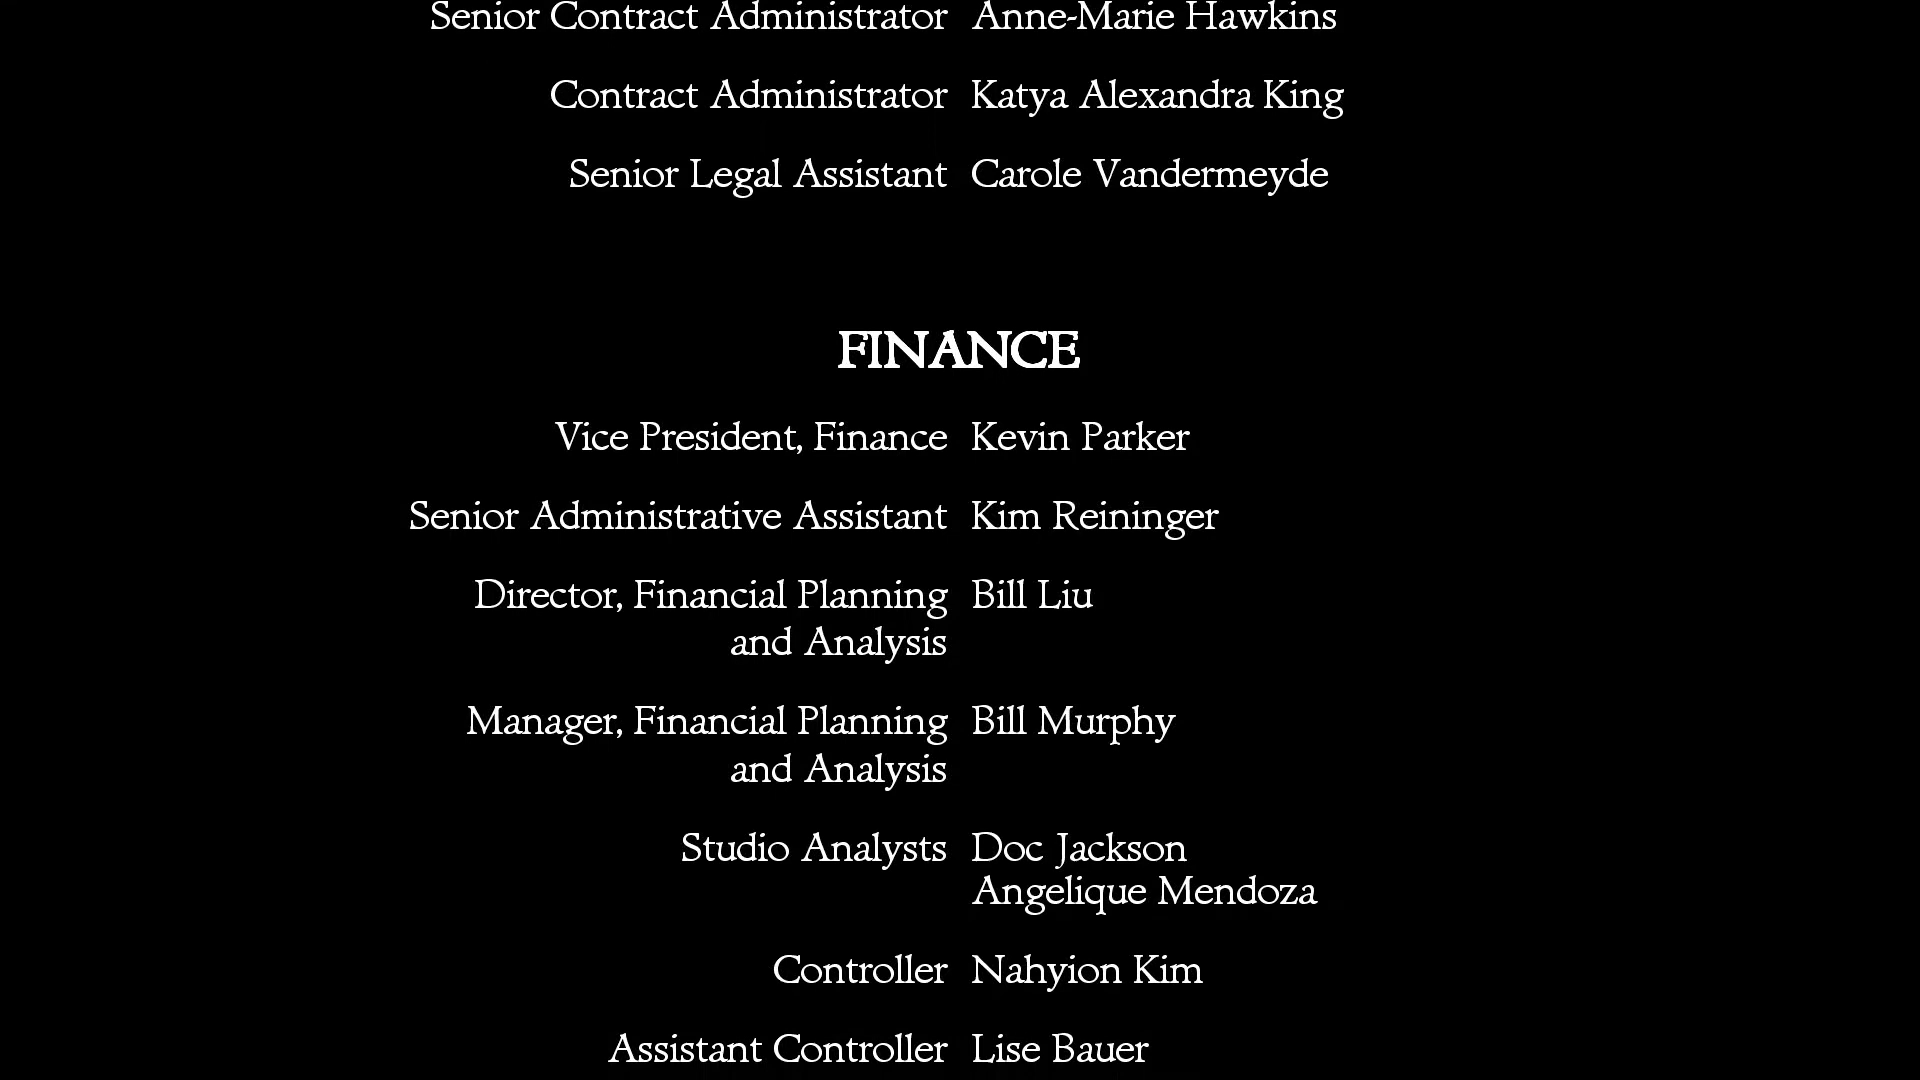 Senior Contract Administrator Anne-Marie Hawkins
Contract Administrator Katya Alexandra King
Senior Legal Assistant Carole Vandermeyde
FINANCE
Vice President, Finance Kevin Parker
Senior Administrative Assistant Kim Reininger
Director, Financial Planning Bill Liu
and Analysis
Manager, Financial Planning Bill Murphy
and Analysis
Studio Analysts Doc Jackson
Angelique Mendoza
Controller Nahyion Kim
Assistant Controller Lise Bauer